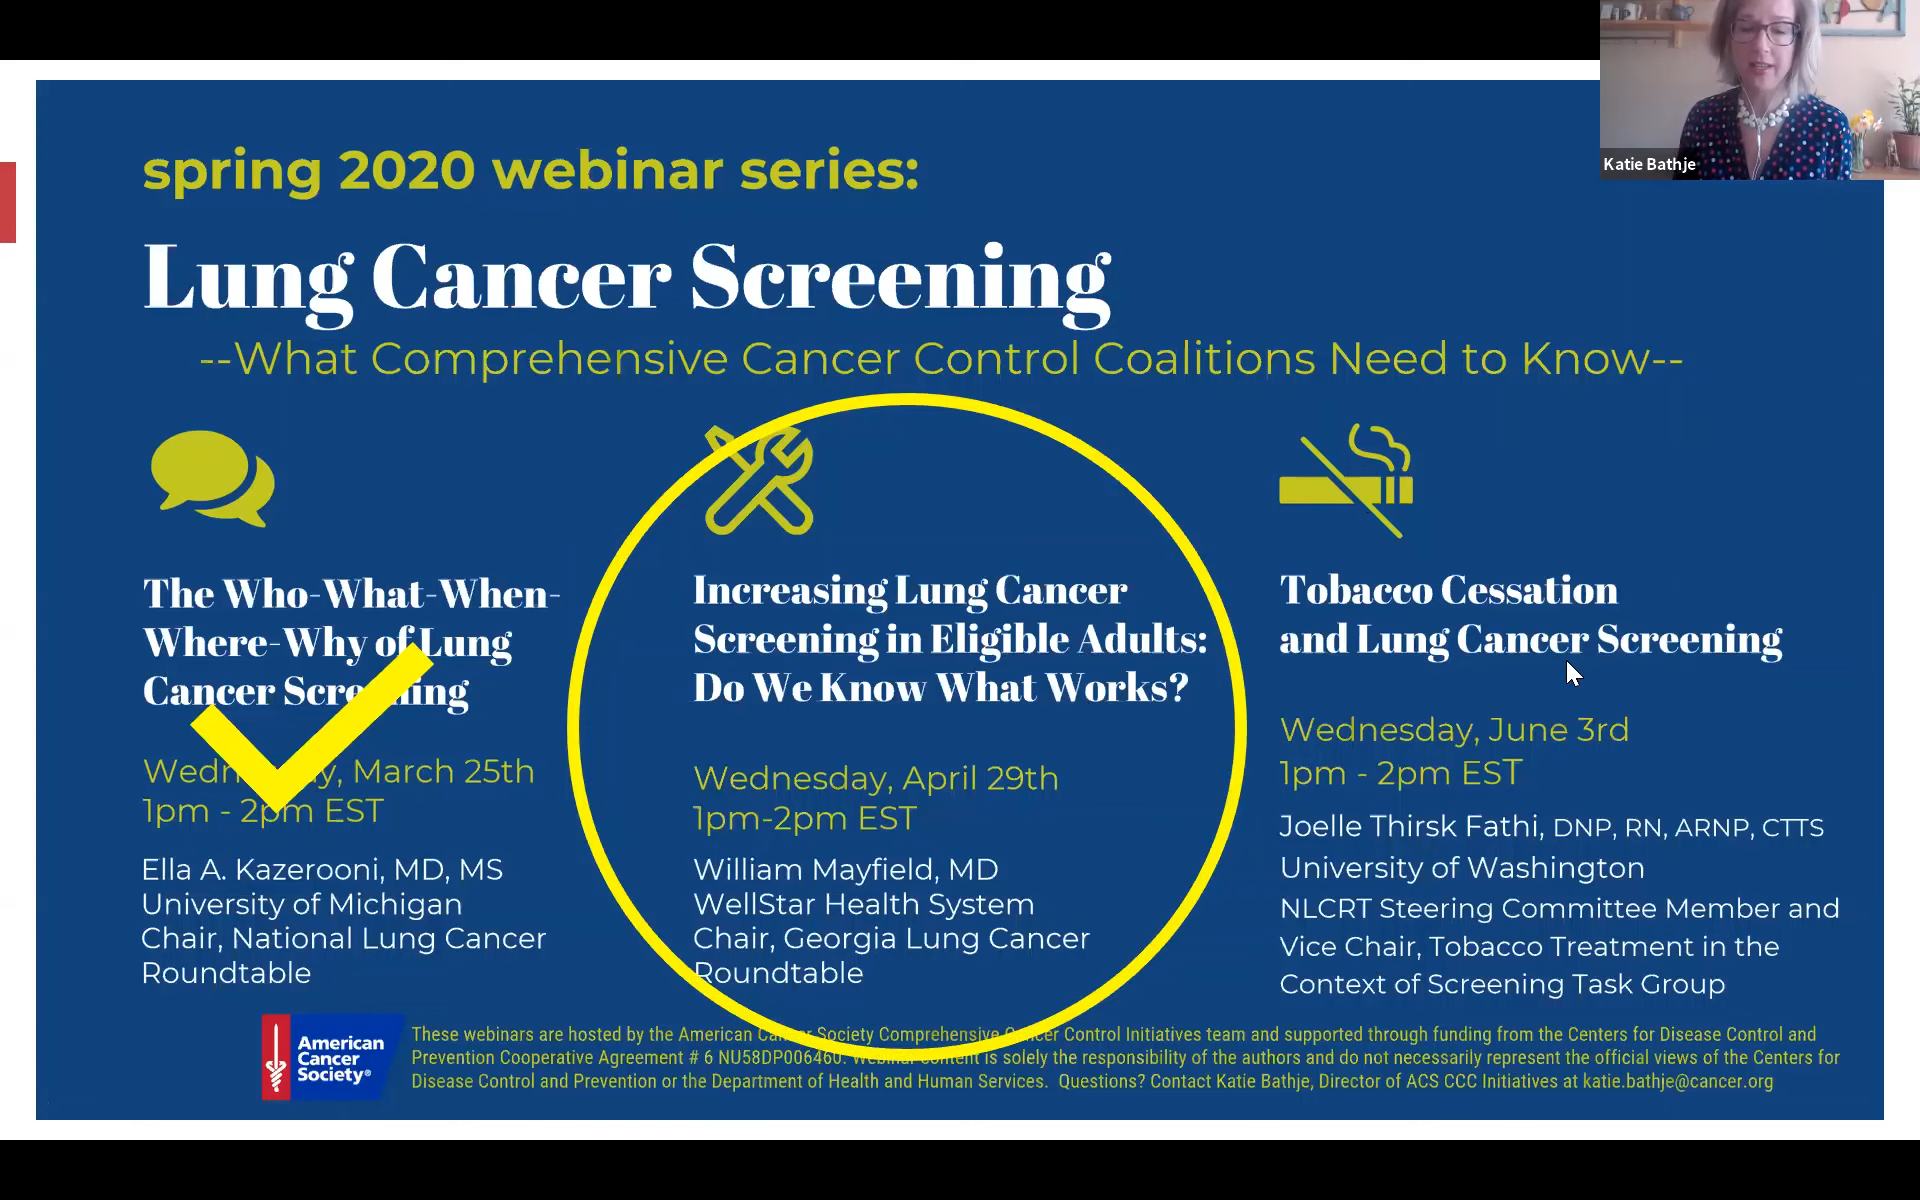 Katie Bathje
spring 2020 webinar series:
Lung Cancer Screening
--What Comprehensive Cancer Control Coalitions Need to Know--
The Who-What-When-
Where-Why of Lung
Cancer Screening
Wednesday, March 25th
1pm - 2pm EST
Ella A. Kazerooni, MD, MS
University of Michigan
Chair, National Lung Cancer
Roundtable
Increasing Lung Cancer
Screening in Eligible Adults:
Do We Know What Works?
Wednesday, April 29th
1pm-2pm EST
William Mayfield, MD
WellStar Health System
Chair, Georgia Lung Cancer
Roundtable
Tobacco Cessation
and Lung Cancer Screening
Wednesday, June 3rd
1pm - 2pm EST
Joelle Thirsk Fathi, DNP, RN, ARNP, CTTS
University of Washington
NLCRT Steering Committee Member and
Vice Chair, Tobacco Treatment in the
Context of Screening Task Group
American
Cancer
Society®
These webinars are hosted by the American Cancer Society Comprehensive Cancer Control Initiatives team and supported through funding from the Centers for Disease Control and
Prevention Cooperative Agreement # 6 NU58DP006460. Webinar content is solely the responsibility of the authors and do not necessarily represent the official views of the Centers for
Disease Control and Prevention or the Department of Health and Human Services. Questions? Contact Katie Bathje, Director of ACS CCC Initiatives at katie.bathje@cancer.org